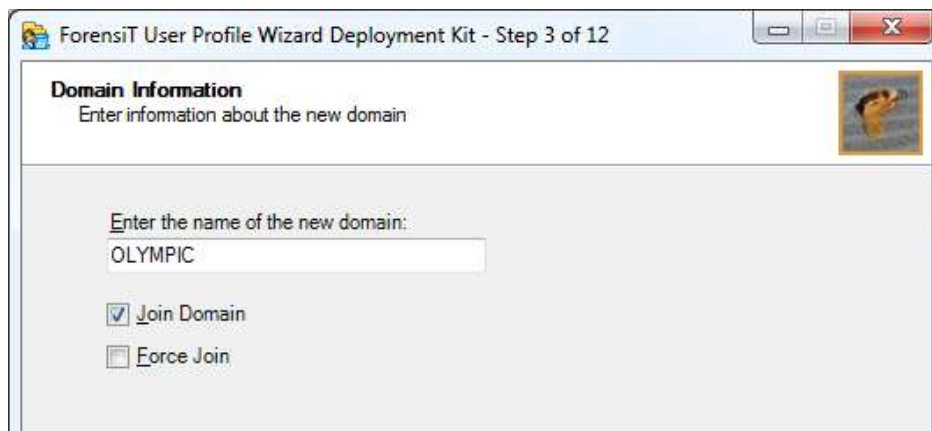 ForensiT User Profile Wizard Deployment Kit - Step 3 of 12
Domain Information
Enter information about the new domain
Enter the name of the new domain:
OLYMPIC
Join Domain
Force Join